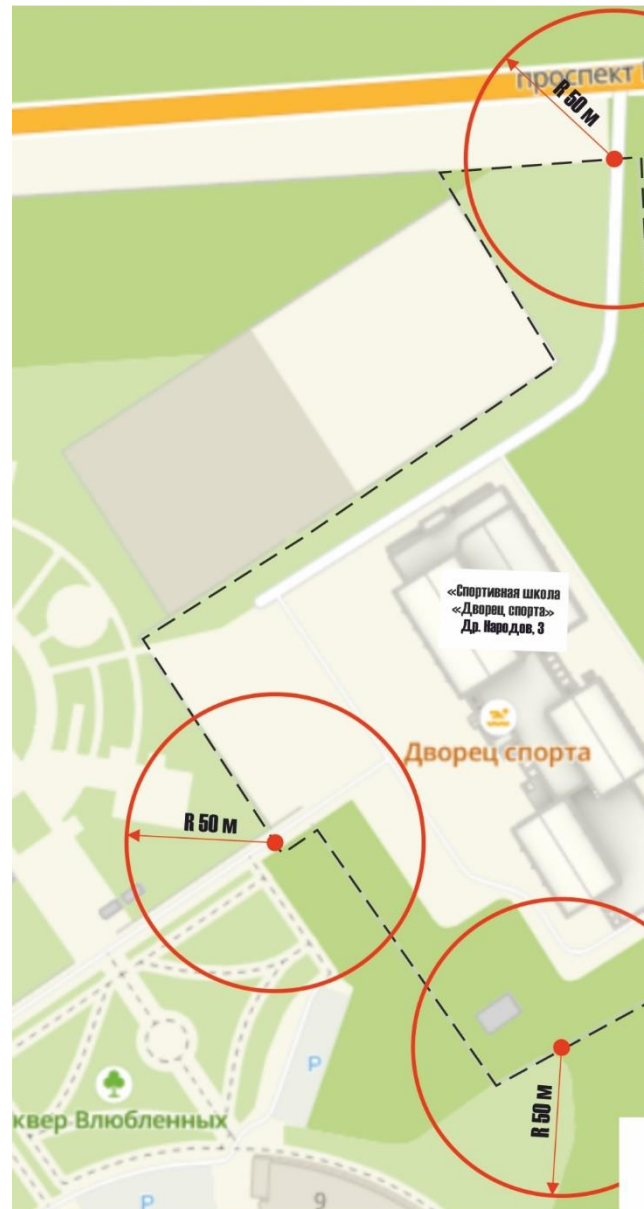 проспект
R 50 м
«Спортивная школа
«Дворец спорта»
Др. Народов, 3
Дворец спорта
R 50 м
P
квер Влюбленных
R 50 м
P
9